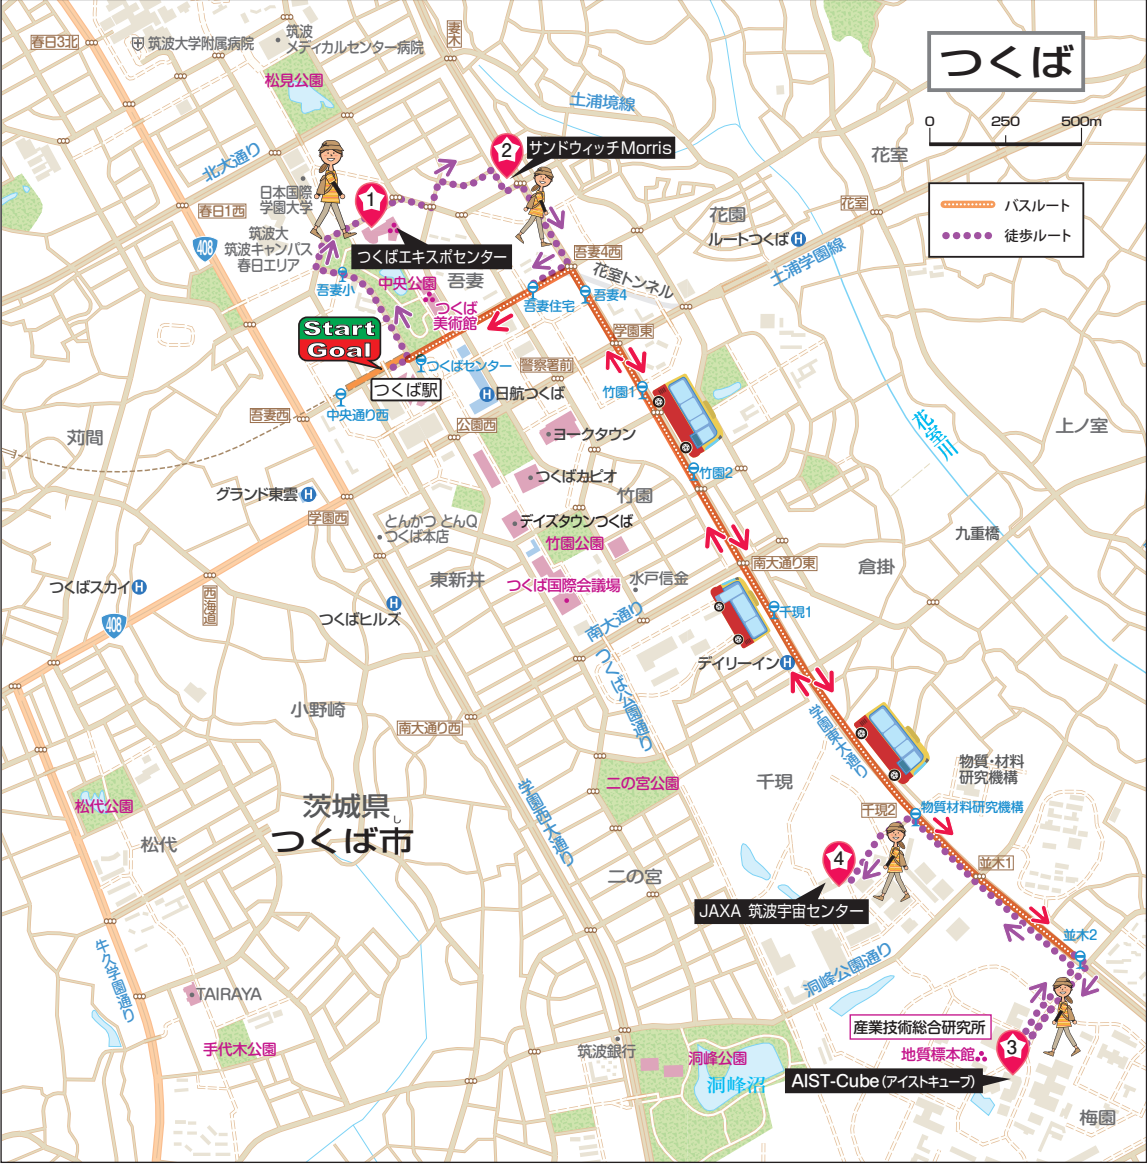 つくば
0 250 500m
バスルート
徒歩ルート
春日3北
筑波大学附属病院
筑波
メディカルセンター病院
妻木
松見公園
土浦境線
花室
北大通り
日本国際
学園大学
1
2
サンドウィッチMorris
春日1西
花室
花園
ルートつくば H
408
筑波大
筑波キャンパス
春日エリア
つくばエキスポセンター
吾妻4西
花室トンネル
土浦学園線
吾妻小
中央公園
吾妻
吾妻住宅
吾妻4
つくば
美術館
Start
Goal
学園東
つくばセンター
警察署前
つくば駅
H 日航つくば
竹園1
吾妻西
中央通り西
公園西
花室川
上ノ室
苅間
ヨークタウン
竹園2
つくばカピオ
グランド東雲 H
竹園
学園西
とんかつ とんQ
つくば本店
デイズタウンつくば
竹園公園
九重橋
南大通り東
倉掛
東新井
つくばスカイ H
つくば国際会議場
水戸信金
西海道
408
H
つくばヒルズ
南大通り
千現1
つくば公園通り
デイリーイン H
小野崎
南大通り西
学園東大通り
物質・材料
研究機構
二の宮公園
千現
松代公園
茨城県
つくば市
し
学園西大通り
千現2
物質材料研究機構
松代
4
並木1
二の宮
JAXA 筑波宇宙センター
並木2
牛久学園通り
洞峰公園通り
TAIRAYA
産業技術総合研究所
手代木公園
筑波銀行
洞峰公園
地質標本館
3
洞峰沼
AIST-Cube(アイストキューブ)
梅園